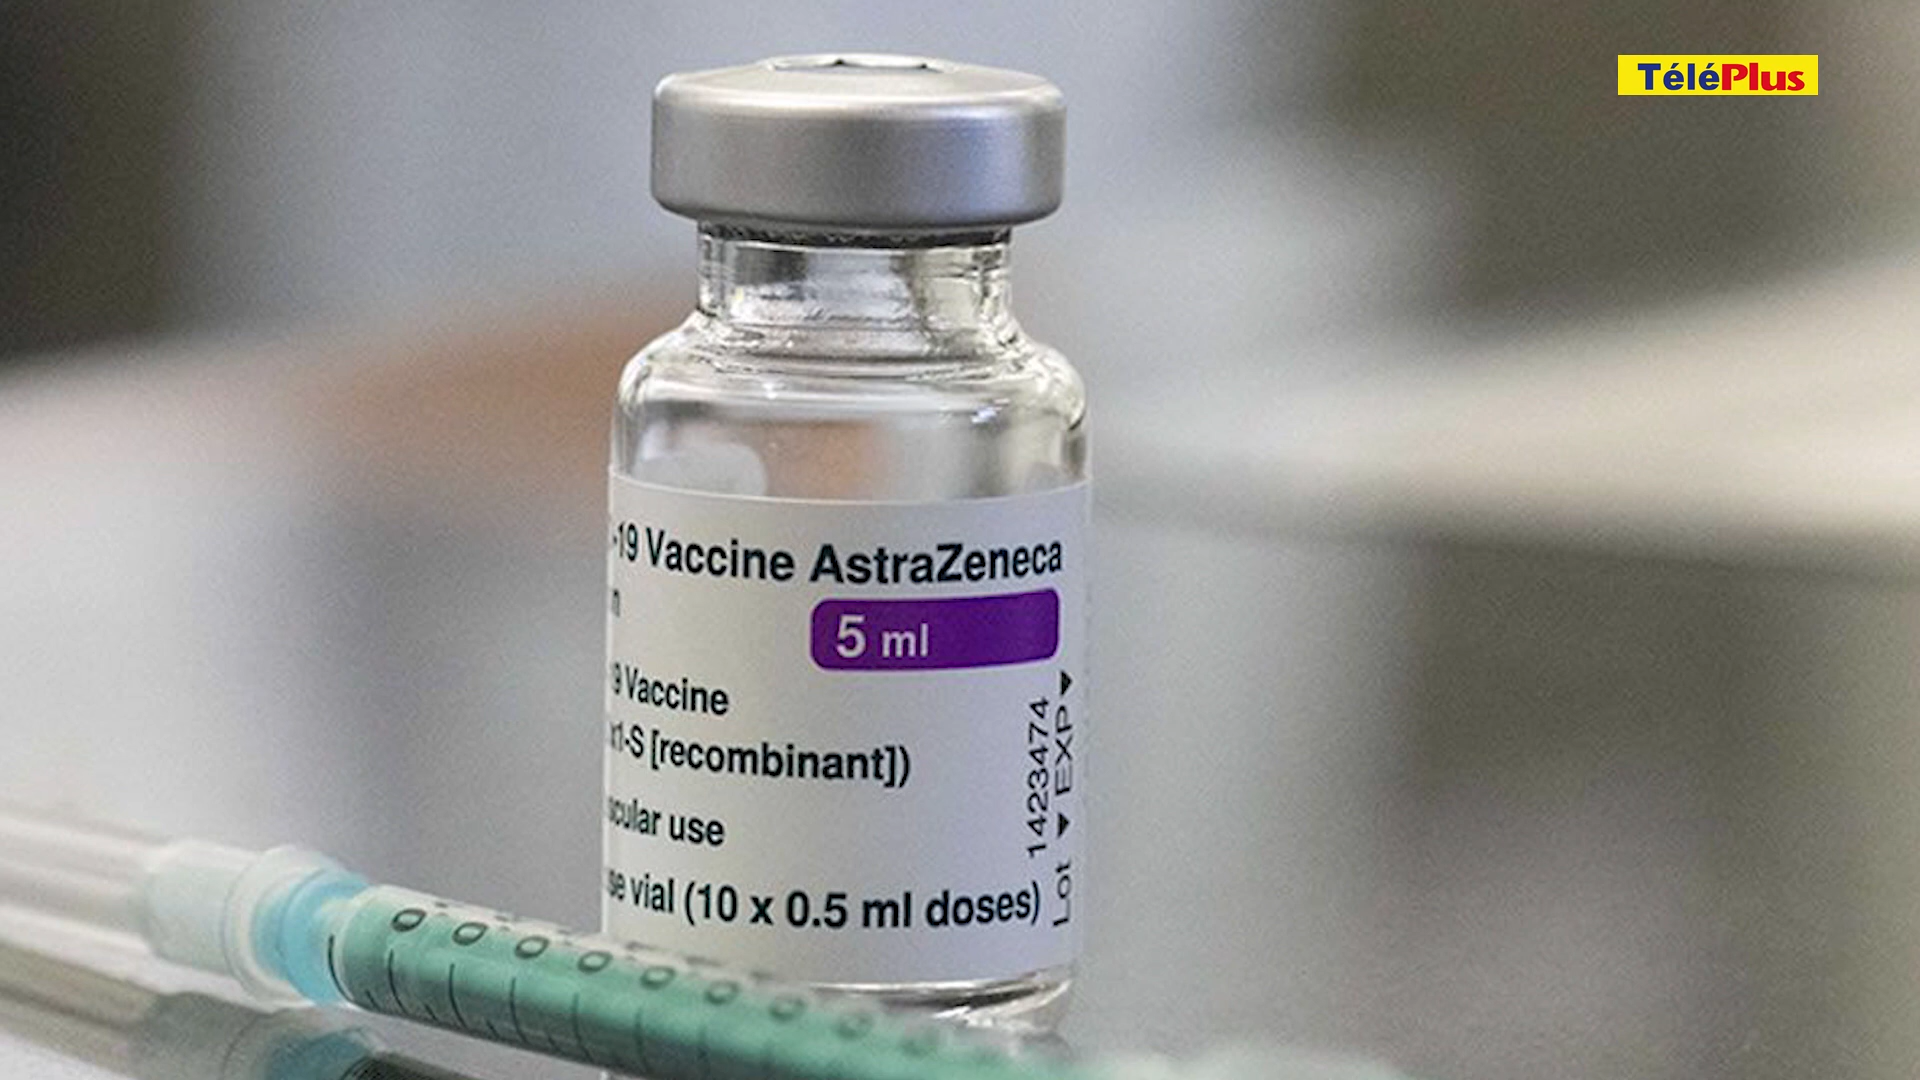 TéléPlus
-19 Vaccine AstraZeneca
5 ml
9 Vaccine
x1-S [recombinant])
scular use
se vial (10 x 0.5 ml doses)
1423474
Lot ▼ EXP ▼